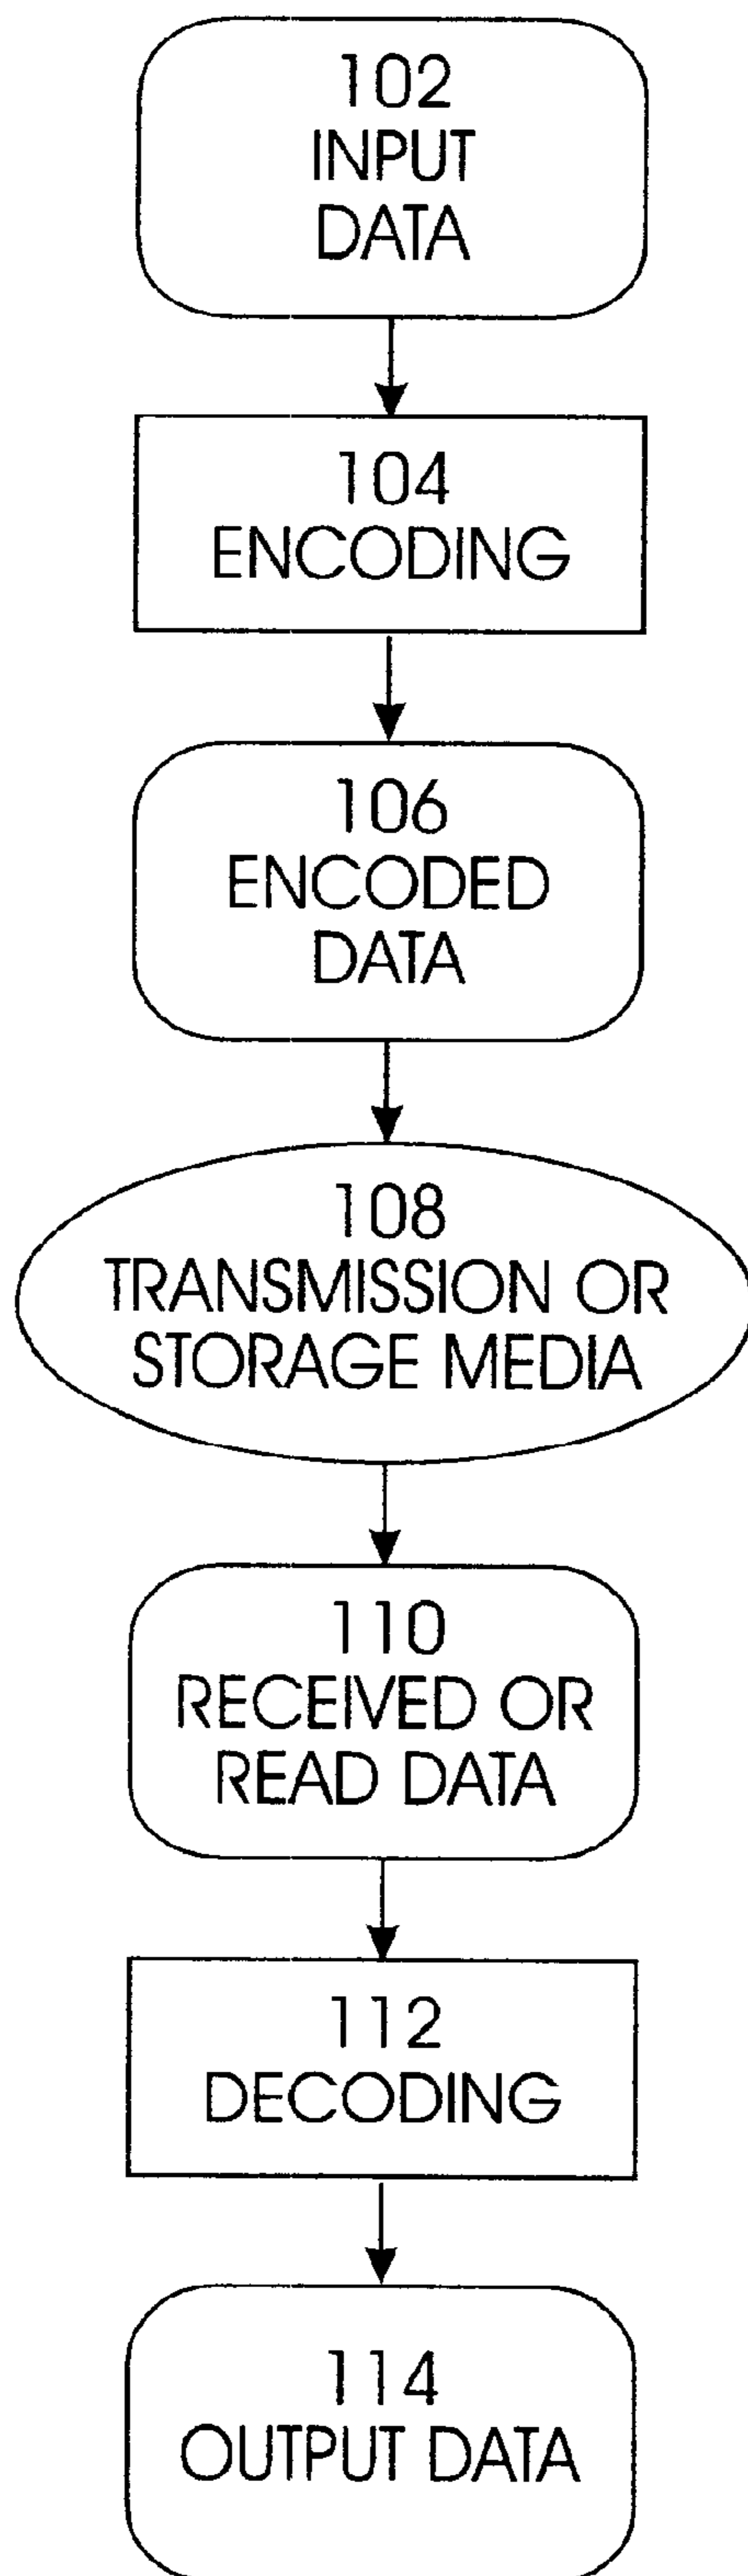 102
INPUT
DATA
104
ENCODING
106
ENCODED
DATA
108
TRANSMISSION OR
STORAGE MEDIA
110
RECEIVED OR
READ DATA
112
DECODING
114
OUTPUT DATA